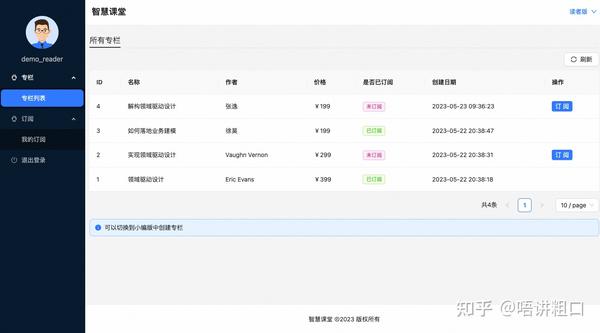 智慧课堂
读者版
demo_reader
专栏
专栏列表
订阅
我的订阅
退出登录
所有专栏
刷新
ID 名称 作者 价格 是否已订阅 创建日期 操作
4 解构领域驱动设计 张逸 ¥199 未订阅 2023-05-23 09:36:23 订 阅
3 如何落地业务建模 徐昊 ¥199 已订阅 2023-05-22 20:38:47
2 实现领域驱动设计 Vaughn Vernon ¥299 未订阅 2023-05-22 20:38:31 订 阅
1 领域驱动设计 Eric Evans ¥399 已订阅 2023-05-22 20:38:18
共4条 1 10 / page
可以切换到小编版中创建专栏
智慧课堂 ©2023 版权所有
知乎 @唔讲粗口